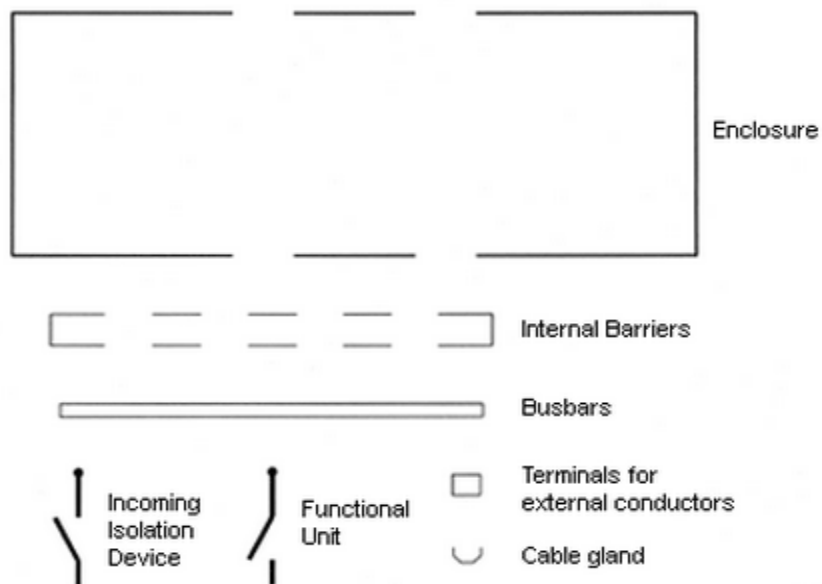 Enclosure
Internal Barriers
Busbars
Incoming
Isolation
Device
Functional
Unit
Terminals for
external conductors
Cable gland